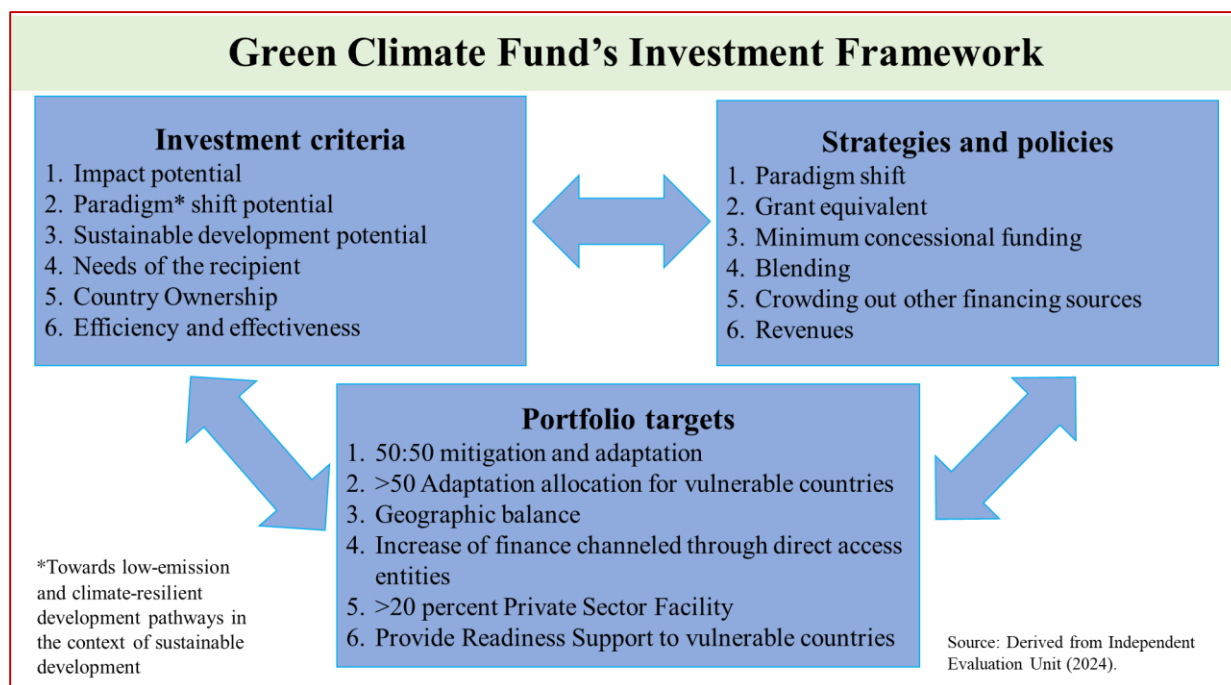 Green Climate Fund's Investment Framework
Investment criteria
1. Impact potential
2. Paradigm* shift potential
3. Sustainable development potential
4. Needs of the recipient
5. Country Ownership
6. Efficiency and effectiveness
Strategies and policies
1. Paradigm shift
2. Grant equivalent
3. Minimum concessional funding
4. Blending
5. Crowding out other financing sources
6. Revenues
Portfolio targets
1. 50:50 mitigation and adaptation
2. >50 Adaptation allocation for vulnerable countries
3. Geographic balance
4. Increase of finance channeled through direct access
entities
5. >20 percent Private Sector Facility
6. Provide Readiness Support to vulnerable countries
*Towards low-emission
and climate-resilient
development pathways in
the context of sustainable
development
Source: Derived from Independent
Evaluation Unit (2024).